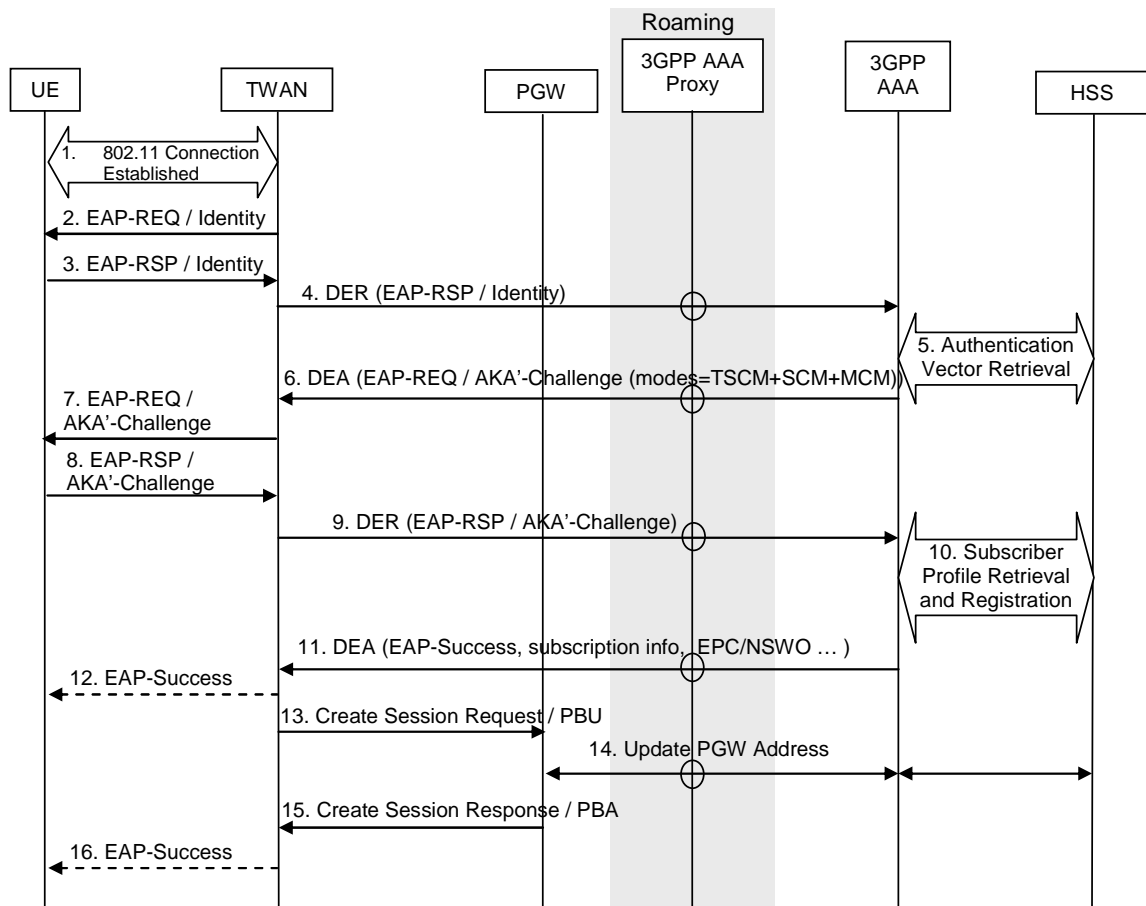 Roaming
UE
TWAN
PGW
3GPP AAA
Proxy
3GPP
AAA
HSS
1. 802.11 Connection
Established
2. EAP-REQ / Identity
3. EAP-RSP / Identity
4. DER (EAP-RSP / Identity)
5. Authentication
Vector Retrieval
6. DEA (EAP-REQ / AKA'-Challenge (modes=TSCM+SCM+MCM))
7. EAP-REQ /
AKA'-Challenge
8. EAP-RSP /
AKA'-Challenge
9. DER (EAP-RSP / AKA'-Challenge)
10. Subscriber
Profile Retrieval
and Registration
11. DEA (EAP-Success, subscription info, EPC/NSWO … )
12. EAP-Success
13. Create Session Request / PBU
14. Update PGW Address
15. Create Session Response / PBA
16. EAP-Success